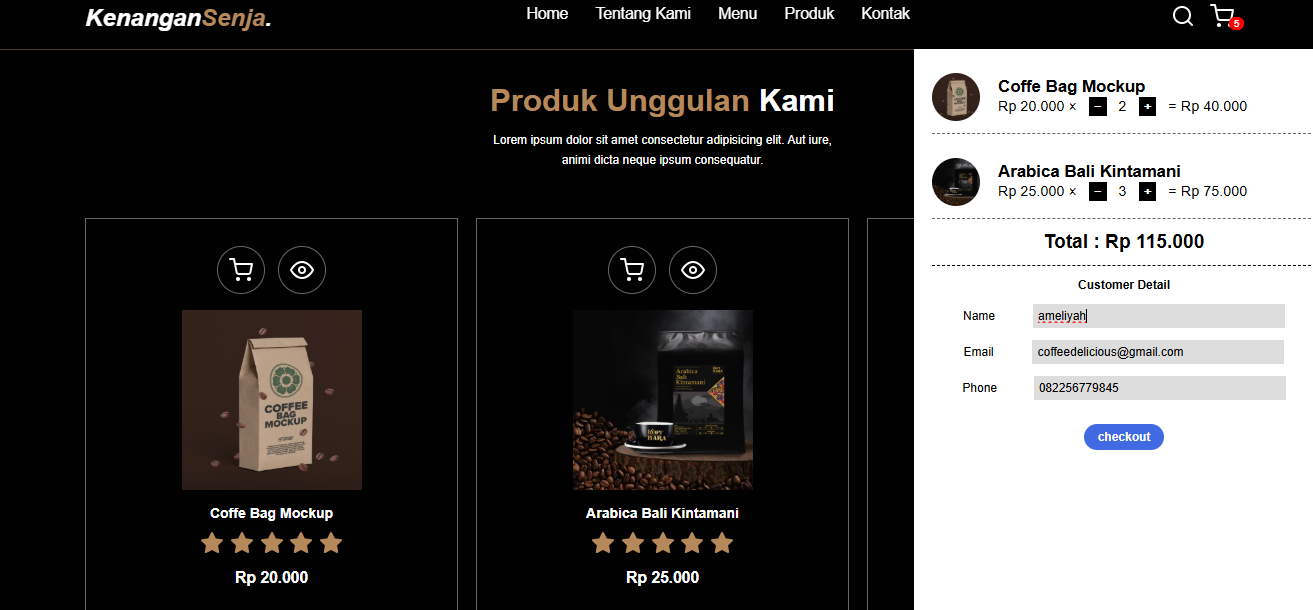 KenanganSenja.
Home Tentang Kami Menu Produk Kontak
5
Produk Unggulan Kami
Lorem ipsum dolor sit amet consectetur adipisicing elit. Aut iure,
animi dicta neque ipsum consequatur.
COFFEE
BAG
MOCKUP
Coffe Bag Mockup
Rp 20.000
Arabica
Bali
Kintamani
KOPI
BARA
Arabica Bali Kintamani
Rp 25.000
Coffe Bag Mockup
Rp 20.000 × − 2 + = Rp 40.000
Arabica Bali Kintamani
Rp 25.000 × − 3 + = Rp 75.000
Total : Rp 115.000
Customer Detail
Name ameliyah
Email coffeedelicious@gmail.com
Phone 082256779845
checkout